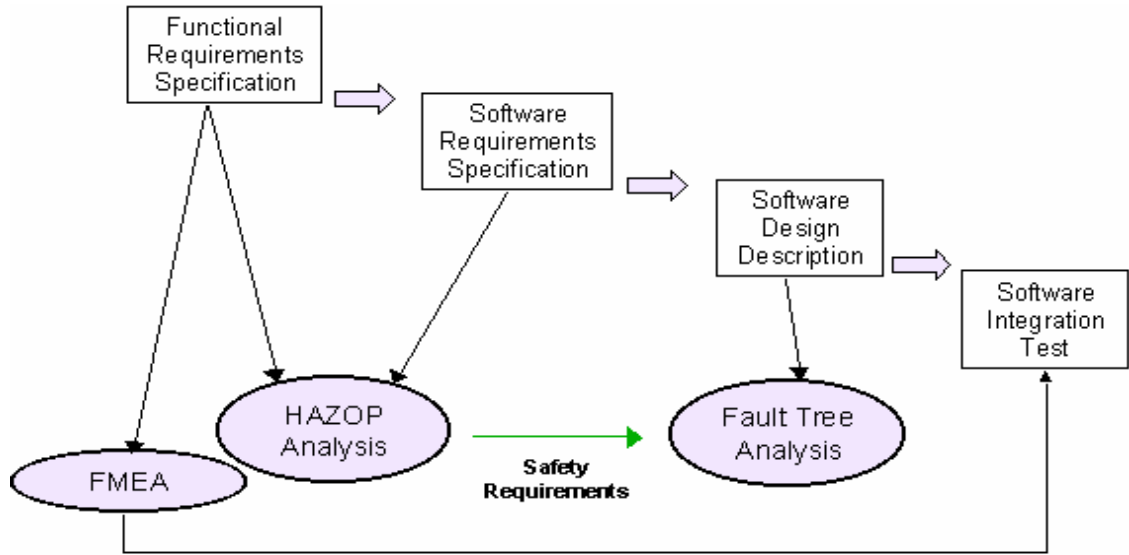 Functional
Requirements
Specification
Software
Requirements
Specification
Software
Design
Description
Software
Integration
Test
HAZOP
Analysis
Fault Tree
Analysis
FMEA
Safety
Requirements